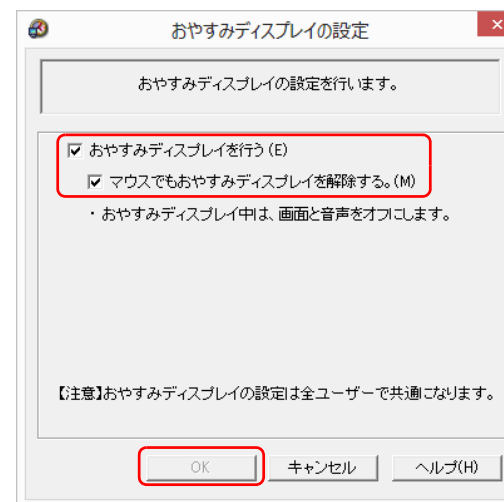 おやすみディスプレイの設定
おやすみディスプレイの設定を行います。
おやすみディスプレイを行う(E)
マウスでもおやすみディスプレイを解除する。(M)
・おやすみディスプレイ中は、画面と音声をオフにします。
【注意】おやすみディスプレイの設定は全ユーザーで共通になります。
OK キャンセル ヘルプ(H)